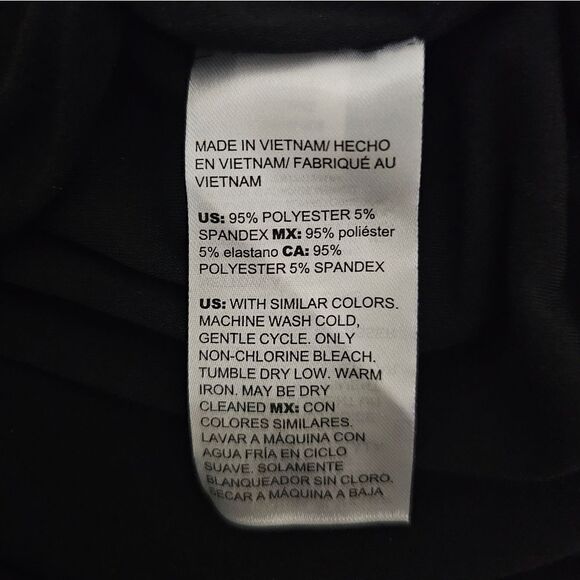 MADE IN VIETNAM/ HECHO
EN VIETNAM/ FABRIQUÉ AU
VIETNAM
US: 95% POLYESTER 5%
SPANDEX MX: 95% poliéster
5% elastano CA: 95%
POLYESTER 5% SPANDEX
US: WITH SIMILAR COLORS.
MACHINE WASH COLD,
GENTLE CYCLE. ONLY
NON-CHLORINE BLEACH.
TUMBLE DRY LOW. WARM
IRON. MAY BE DRY
CLEANED MX: CON
COLORES SIMILARES.
LAVAR A MÁQUINA CON
AGUA FRÍA EN CICLO
SUAVE. SOLAMENTE
BLANQUEADOR SIN CLORO.
SECAR A MÁQUINA A BAJA